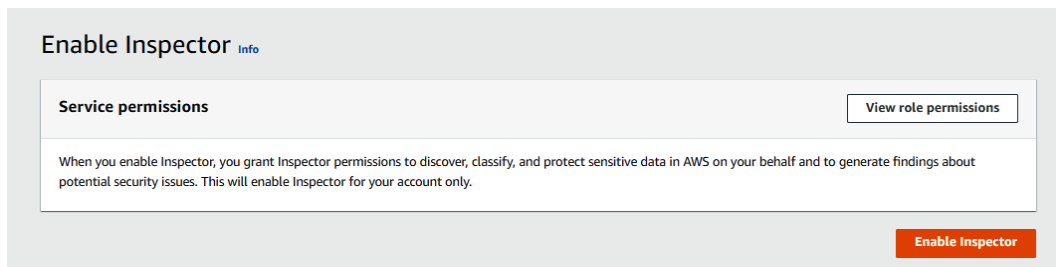 Enable Inspector Info
Service permissions
View role permissions
When you enable Inspector, you grant Inspector permissions to discover, classify, and protect sensitive data in AWS on your behalf and to generate findings about
potential security issues. This will enable Inspector for your account only.
Enable Inspector